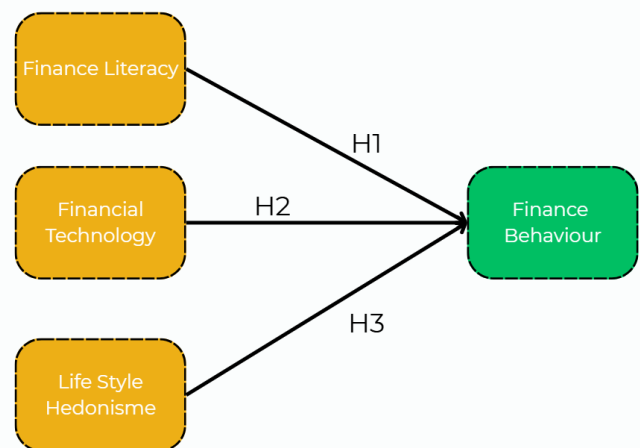 Finance Literacy
H1
Financial
Technology
H2
Finance
Behaviour
H3
Life Style
Hedonisme